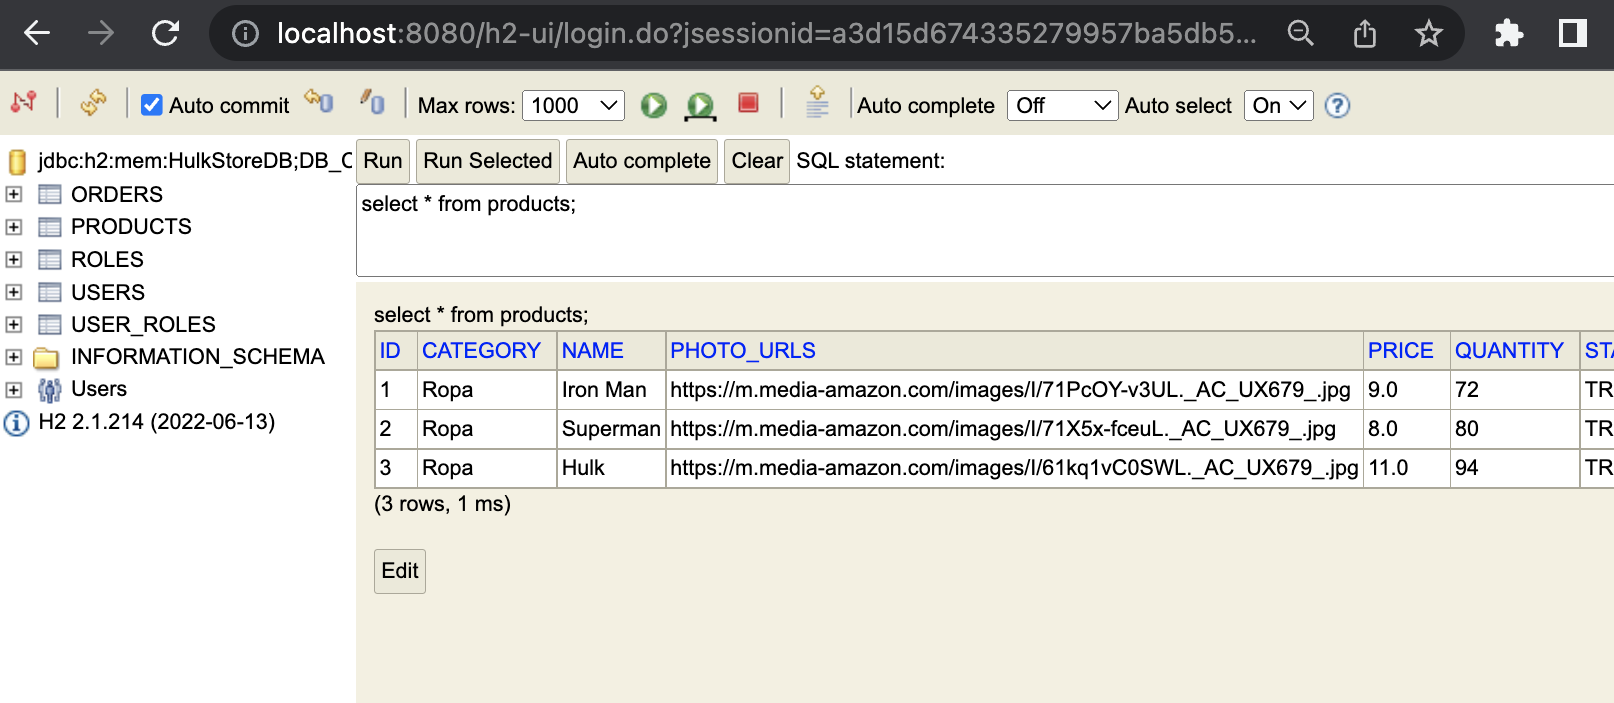 localhost:8080/h2-ui/login.do?jsessionid=a3d15d674335279957ba5db5...
Auto commit Max rows: 1000 Auto complete Off Auto select On
jdbc:h2:mem:HulkStoreDB;DB_C
ORDERS
PRODUCTS
ROLES
USERS
USER_ROLES
INFORMATION_SCHEMA
Users
H2 2.1.214 (2022-06-13)
Run Run Selected Auto complete Clear SQL statement:
select * from products;
select * from products;
ID CATEGORY NAME PHOTO_URLS PRICE QUANTITY STA
1 Ropa Iron Man https://m.media-amazon.com/images/I/71PcOY-v3UL._AC_UX679_.jpg 9.0 72 TR
2 Ropa Superman https://m.media-amazon.com/images/I/71X5x-fceuL._AC_UX679_.jpg 8.0 80 TR
3 Ropa Hulk https://m.media-amazon.com/images/I/61kq1vC0SWL._AC_UX679_.jpg 11.0 94 TR
(3 rows, 1 ms)
Edit